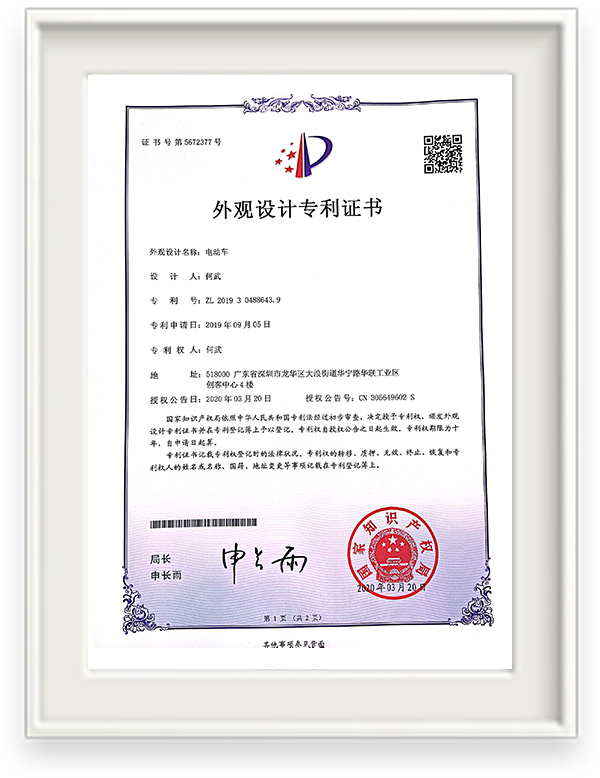 证书号第5672377号
外观设计专利证书
外观设计名称：电动车
设计人：何武
专利号：ZL 2019 3 0488643.9
专利申请日：2019年09月05日
专利权人：何武
地址：518000 广东省深圳市龙华区大浪街道华宁路华联工业区
创客中心4楼
授权公告日：2020年03月20日 授权公告号：CN 305649602 S
国家知识产权局依照中华人民共和国专利法经过初步审查，决定授予专利权，颁发外观
设计专利证书并在专利登记簿上予以登记。专利权自授权公告之日起生效。专利权期限为十
年，自申请日起算。
专利证书记载专利权登记时的法律状况。专利权的转移、质押、无效、终止、恢复和专
利权人的姓名或名称、国籍、地址变更等事项记载在专利登记簿上。
局长
申长雨
申长雨
国家知识产权局
2020年03月20日
第1页（共2页）
其他事项参见背面